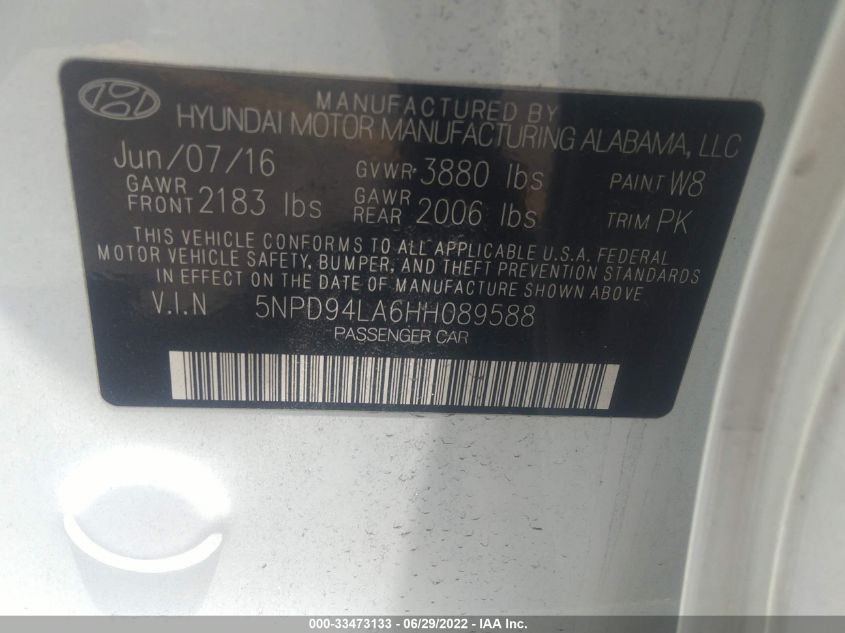 MANUFACTURED BY
HYUNDAI MOTOR MANUFACTURING ALABAMA, LLC
Jun/07/16 GVWR 3880 lbs PAINT W8
GAWR FRONT 2183 lbs GAWR REAR 2006 lbs TRIM PK
THIS VEHICLE CONFORMS TO ALL APPLICABLE U.S.A. FEDERAL
MOTOR VEHICLE SAFETY, BUMPER, AND THEFT PREVENTION STANDARDS
IN EFFECT ON THE DATE OF MANUFACTURE SHOWN ABOVE
V.I.N 5NPD94LA6HH089588
PASSENGER CAR
000-33473133 - 06/29/2022 - IAA Inc.